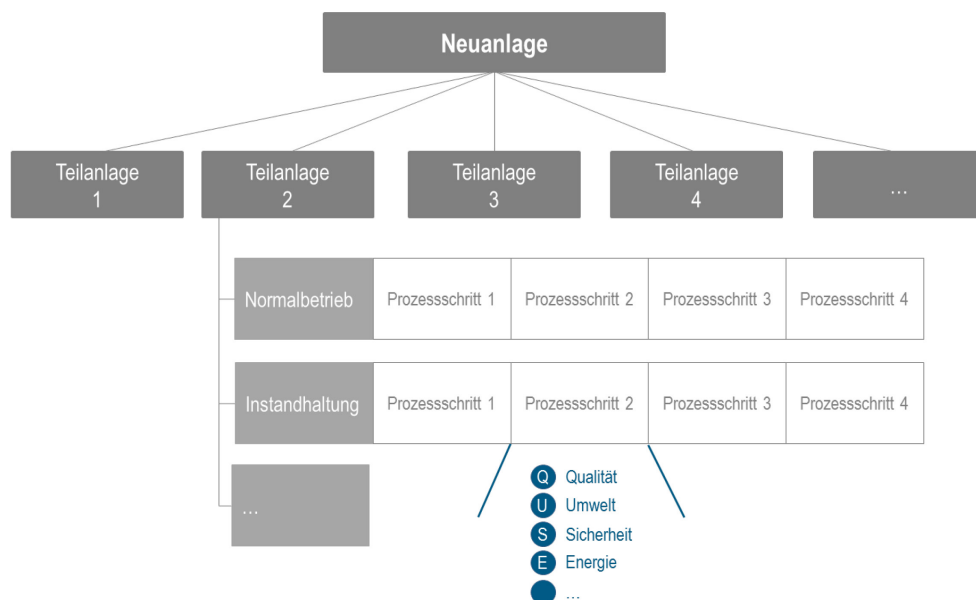 Neuanlage
Teilanlage
1
Teilanlage
2
Teilanlage
3
Teilanlage
4
...
Normalbetrieb
Prozessschritt 1
Prozessschritt 2
Prozessschritt 3
Prozessschritt 4
Instandhaltung
Prozessschritt 1
Prozessschritt 2
Prozessschritt 3
Prozessschritt 4
...
Q Qualität
U Umwelt
S Sicherheit
E Energie
...